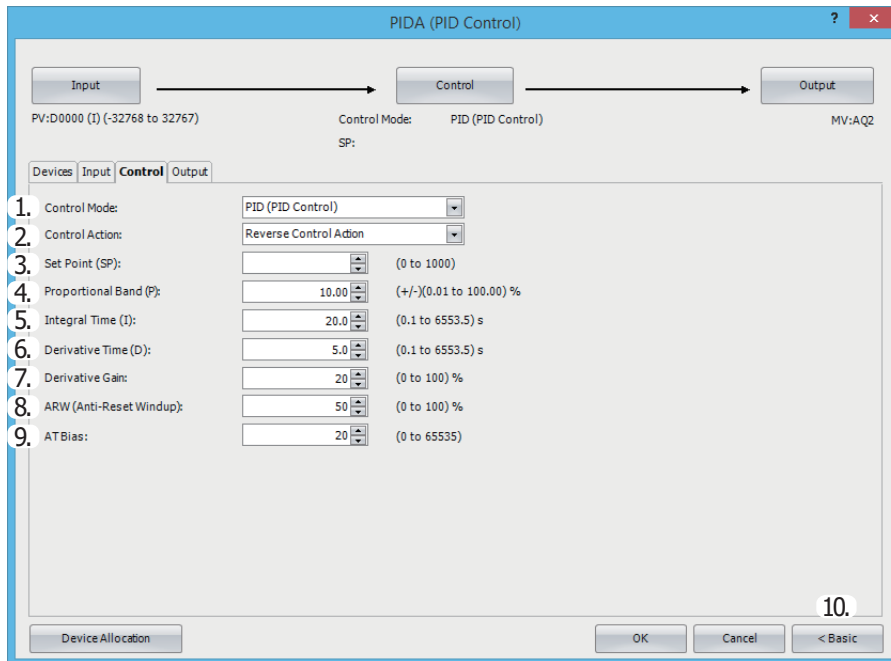 PIDA (PID Control)
? ×
Input Control Output
PV:D0000 (I) (-32768 to 32767) Control Mode: PID (PID Control) MV:AQ2
SP:
Devices Input Control Output
1. Control Mode: PID (PID Control)
2. Control Action: Reverse Control Action
3. Set Point (SP): (0 to 1000)
4. Proportional Band (P): 10.00 (+/-)(0.01 to 100.00) %
5. Integral Time (I): 20.0 (0.1 to 6553.5) s
6. Derivative Time (D): 5.0 (0.1 to 6553.5) s
7. Derivative Gain: 20 (0 to 100) %
8. ARW (Anti-Reset Windup): 50 (0 to 100) %
9. AT Bias: 20 (0 to 65535)
10.
Device Allocation OK Cancel < Basic